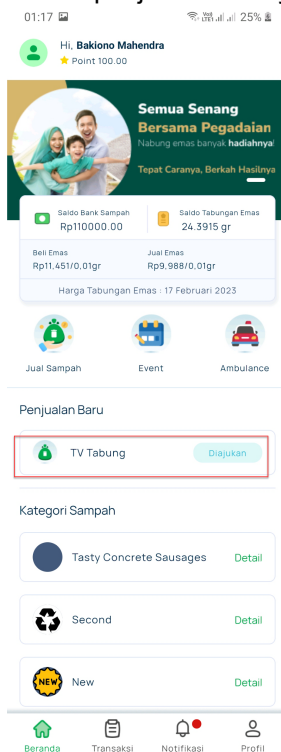 01:17 25%
Hi, Bakiono Mahendra
Point 100.00
Semua Senang
Bersama Pegadaian
Nabung emas banyak hadiahnya!
Tepat Caranya, Berkah Hasilnya
Saldo Bank Sampah
Rp110000.00
Saldo Tabungan Emas
24.3915 gr
Beli Emas
Rp11,451/0,01gr
Jual Emas
Rp9,988/0,01gr
Harga Tabungan Emas : 17 Februari 2023
Jual Sampah
Event
Ambulance
Penjualan Baru
TV Tabung
Diajukan
Kategori Sampah
Tasty Concrete Sausages
Detail
Second
Detail
NEW
New
Detail
Beranda
Transaksi
Notifikasi
Profil